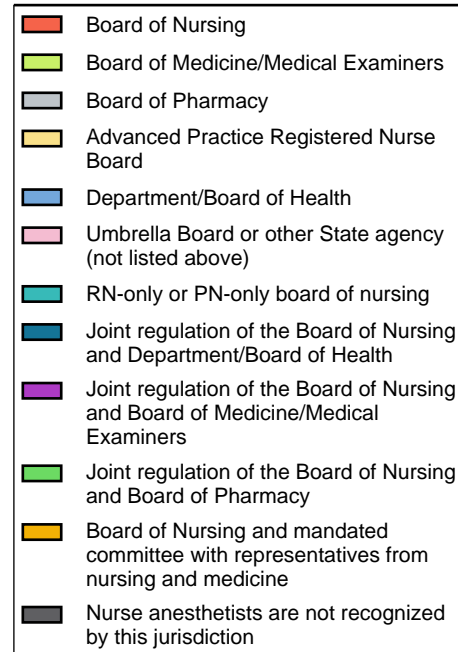 Board of Nursing
Board of Medicine/Medical Examiners
Board of Pharmacy
Advanced Practice Registered Nurse
Board
Department/Board of Health
Umbrella Board or other State agency
(not listed above)
RN-only or PN-only board of nursing
Joint regulation of the Board of Nursing
and Department/Board of Health
Joint regulation of the Board of Nursing
and Board of Medicine/Medical
Examiners
Joint regulation of the Board of Nursing
and Board of Pharmacy
Board of Nursing and mandated
committee with representatives from
nursing and medicine
Nurse anesthetists are not recognized
by this jurisdiction